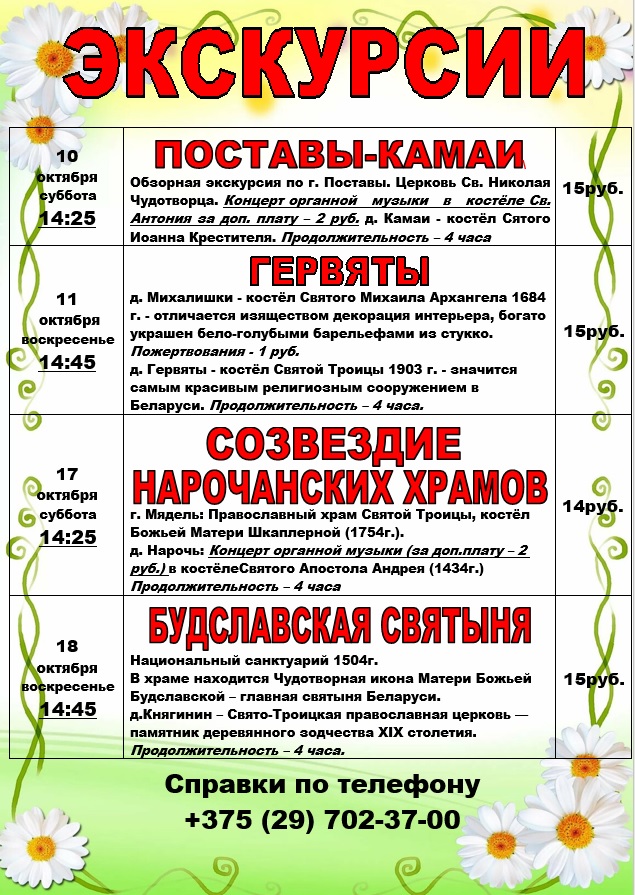 ЭКСКУРСИИ
10
октября
суббота
14:25
ПОСТАВЫ-КАМАИ
Обзорная экскурсия по г. Поставы. Церковь Св. Николая
Чудотворца. Концерт органной музыки в костёле Св.
Антония за доп. плату – 2 руб. д. Камаи - костёл Сятого
Иоанна Крестителя. Продолжительность – 4 часа
15руб.
11
октября
воскресенье
14:45
ГЕРВЯТЫ
д. Михалишки - костёл Святого Михаила Архангела 1684
г. - отличается изяществом декорация интерьера, богато
украшен бело-голубыми барельефами из стукко.
Пожертвования - 1 руб.
д. Гервяты - костёл Святой Троицы 1903 г. - значится
самым красивым религиозным сооружением в
Беларуси. Продолжительность – 4 часа.
15руб.
17
октября
суббота
14:25
СОЗВЕЗДИЕ
НАРОЧАНСКИХ ХРАМОВ
г. Мядель: Православный храм Святой Троицы, костёл
Божьей Матери Шкаплерной (1754г.).
д. Нарочь: Концерт органной музыки (за доп.плату – 2
руб.) в костёлеСвятого Апостола Андрея (1434г.)
Продолжительность – 4 часа
14руб.
18
октября
воскресенье
14:45
БУДСЛАВСКАЯ СВЯТЫНЯ
Национальный санктуарий 1504г.
В храме находится Чудотворная икона Матери Божьей
Будславской – главная святыня Беларуси.
д.Княгинин – Свято-Троицкая православная церковь —
памятник деревянного зодчества XIX столетия.
Продолжительность – 4 часа.
15руб.
Справки по телефону
+375 (29) 702-37-00